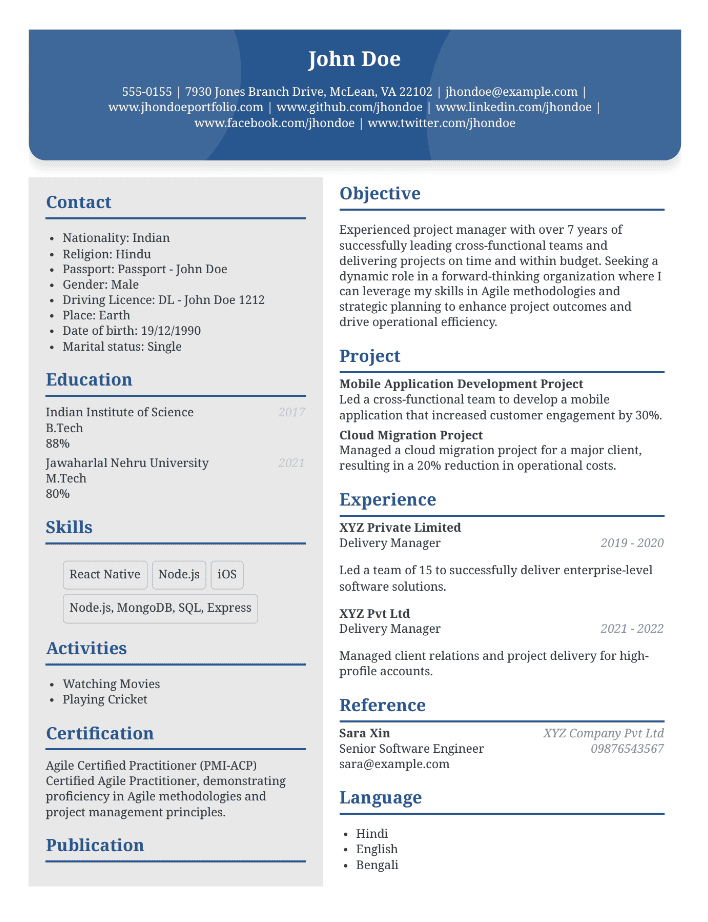 John Doe
555-0155 | 7930 Jones Branch Drive, McLean, VA 22102 | jhondoe@example.com |
www.jhondoeportfolio.com | www.github.com/jhondoe | www.linkedin.com/jhondoe |
www.facebook.com/jhondoe | www.twitter.com/jhondoe
Contact
• Nationality: Indian
• Religion: Hindu
• Passport: Passport - John Doe
• Gender: Male
• Driving Licence: DL - John Doe 1212
• Place: Earth
• Date of birth: 19/12/1990
• Marital status: Single
Education
Indian Institute of Science 2017
B.Tech
88%
Jawaharlal Nehru University 2021
M.Tech
80%
Skills
React Native Node.js iOS
Node.js, MongoDB, SQL, Express
Activities
• Watching Movies
• Playing Cricket
Certification
Agile Certified Practitioner (PMI-ACP)
Certified Agile Practitioner, demonstrating
proficiency in Agile methodologies and
project management principles.
Publication
Objective
Experienced project manager with over 7 years of
successfully leading cross-functional teams and
delivering projects on time and within budget. Seeking a
dynamic role in a forward-thinking organization where I
can leverage my skills in Agile methodologies and
strategic planning to enhance project outcomes and
drive operational efficiency.
Project
Mobile Application Development Project
Led a cross-functional team to develop a mobile
application that increased customer engagement by 30%.
Cloud Migration Project
Managed a cloud migration project for a major client,
resulting in a 20% reduction in operational costs.
Experience
XYZ Private Limited
Delivery Manager 2019 - 2020
Led a team of 15 to successfully deliver enterprise-level
software solutions.
XYZ Pvt Ltd
Delivery Manager 2021 - 2022
Managed client relations and project delivery for high-
profile accounts.
Reference
Sara Xin XYZ Company Pvt Ltd
Senior Software Engineer 09876543567
sara@example.com
Language
• Hindi
• English
• Bengali